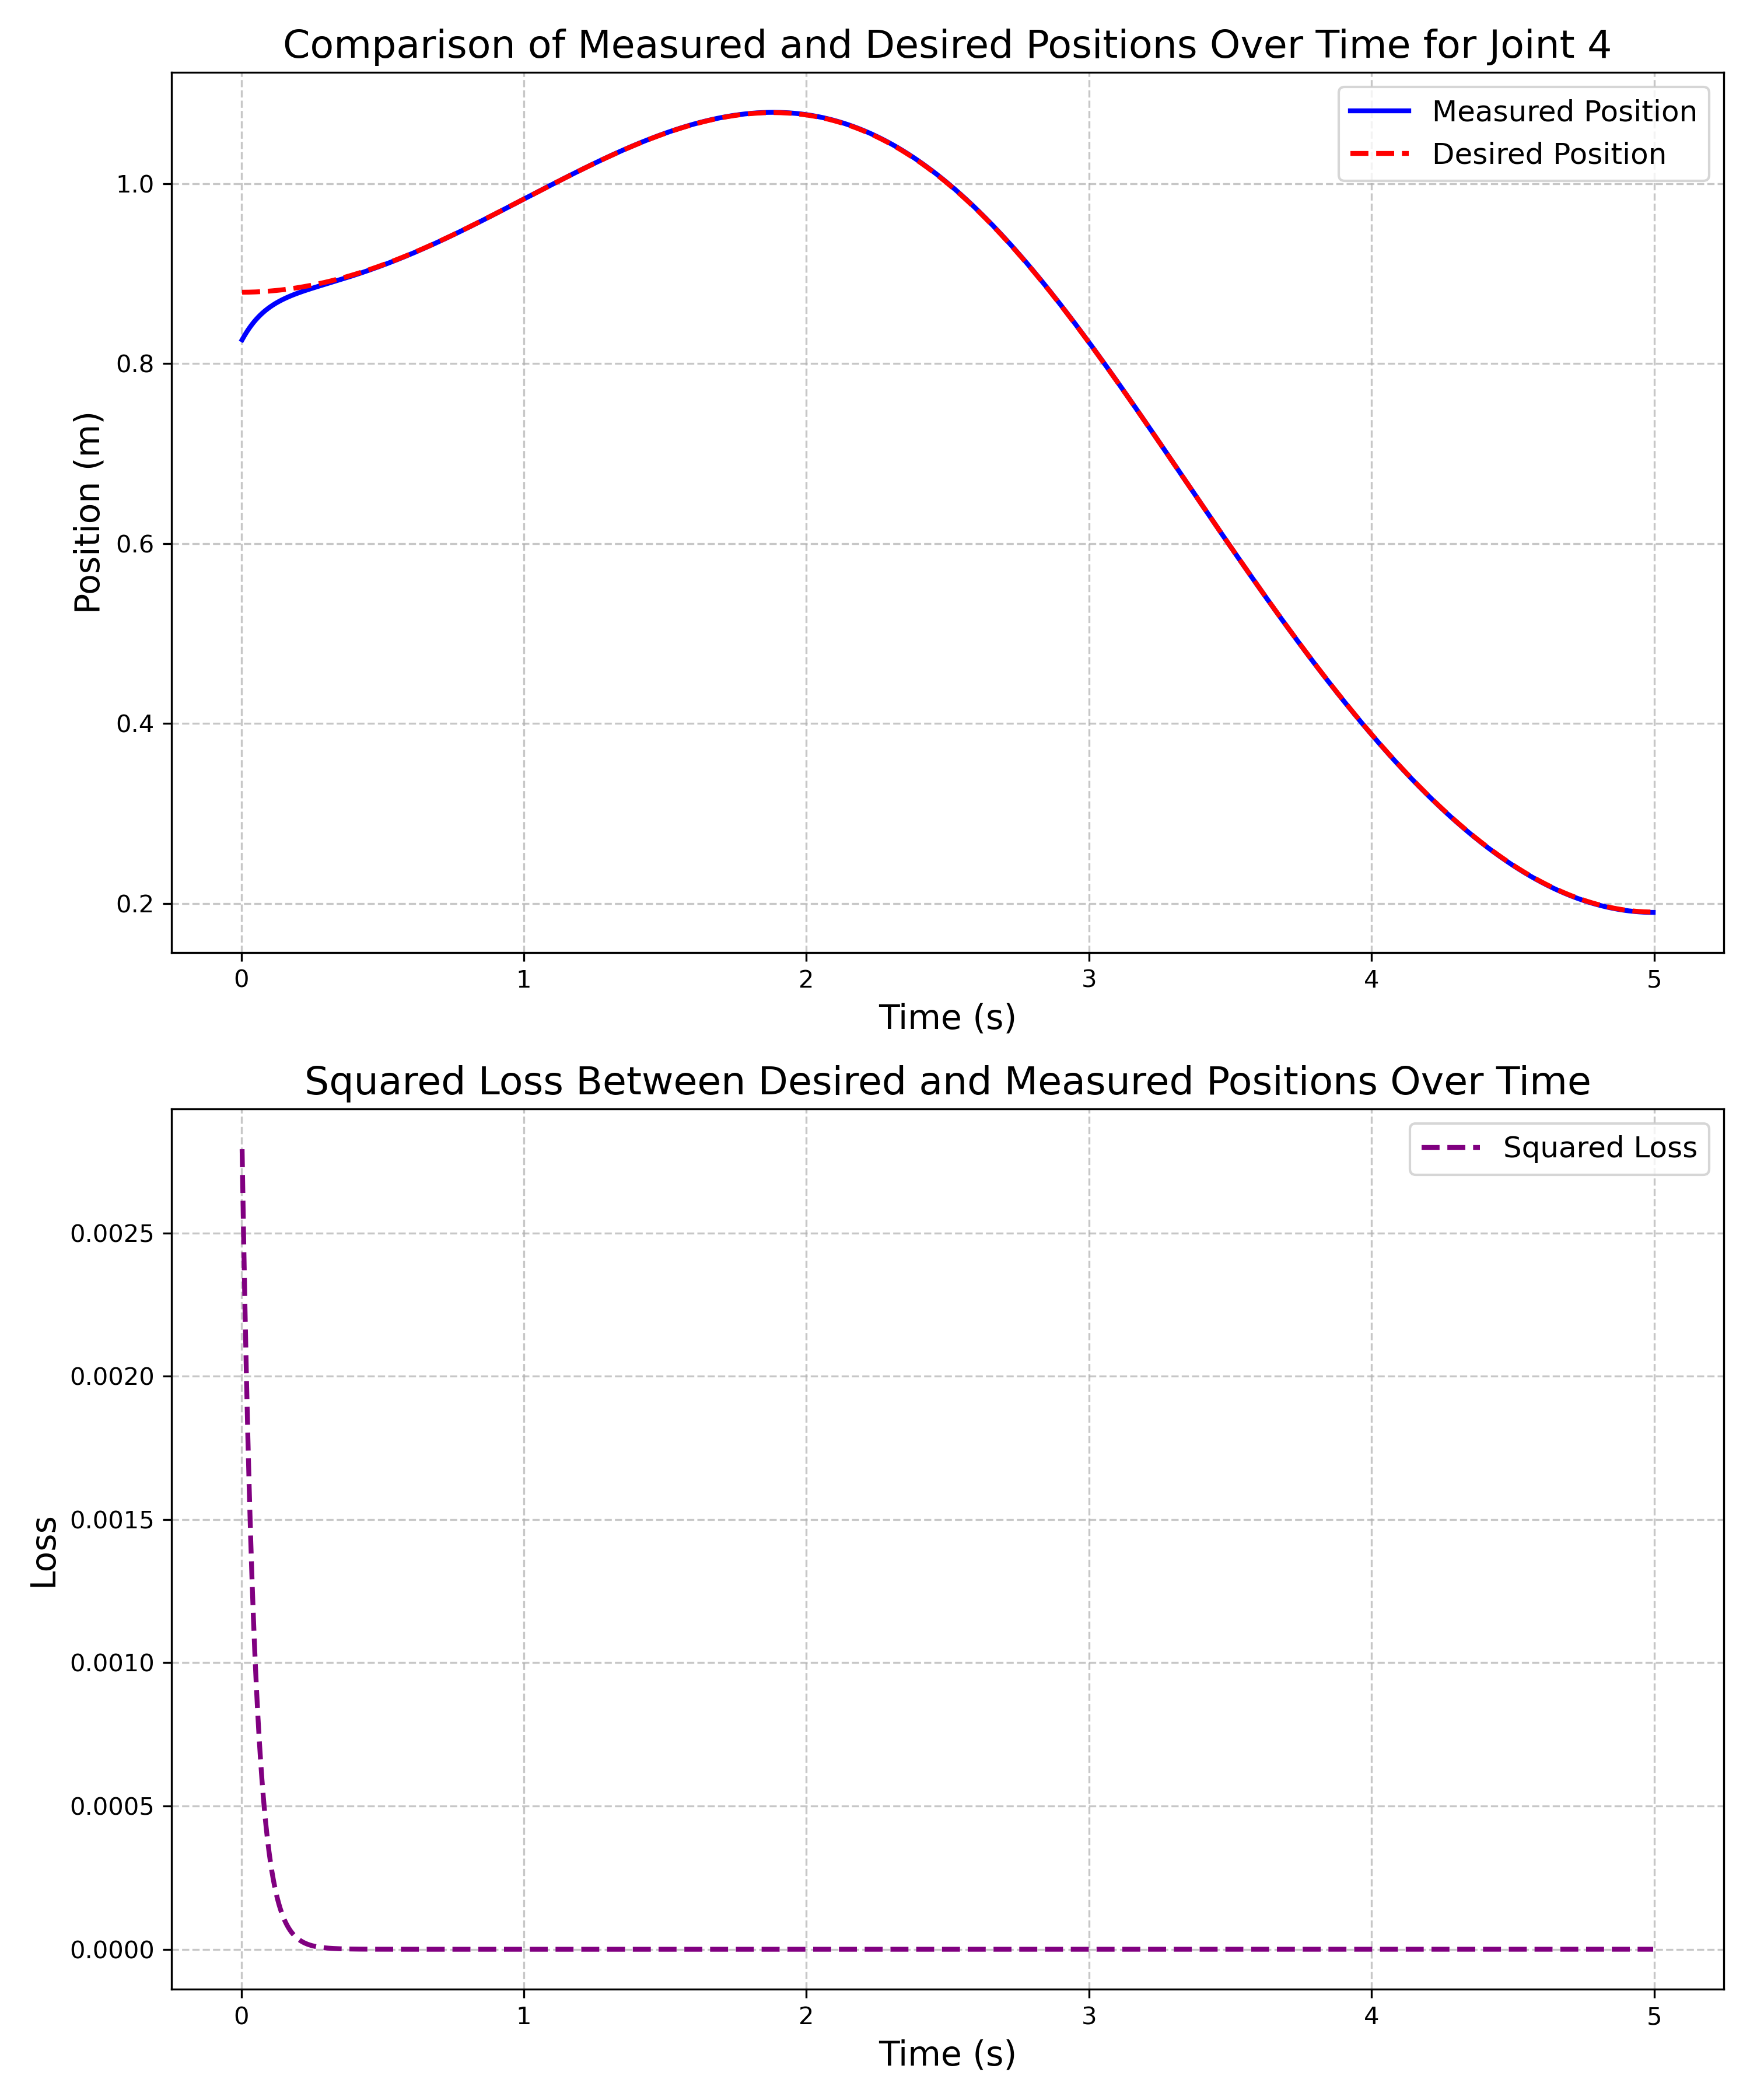 Comparison of Measured and Desired Positions Over Time for Joint 4
Measured Position
Desired Position
1.0
0.8
0.6
0.4
0.2
Position (m)
0 1 2 3 4 5
Time (s)
Squared Loss Between Desired and Measured Positions Over Time
Squared Loss
0.0025
0.0020
0.0015
0.0010
0.0005
0.0000
Loss
0 1 2 3 4 5
Time (s)